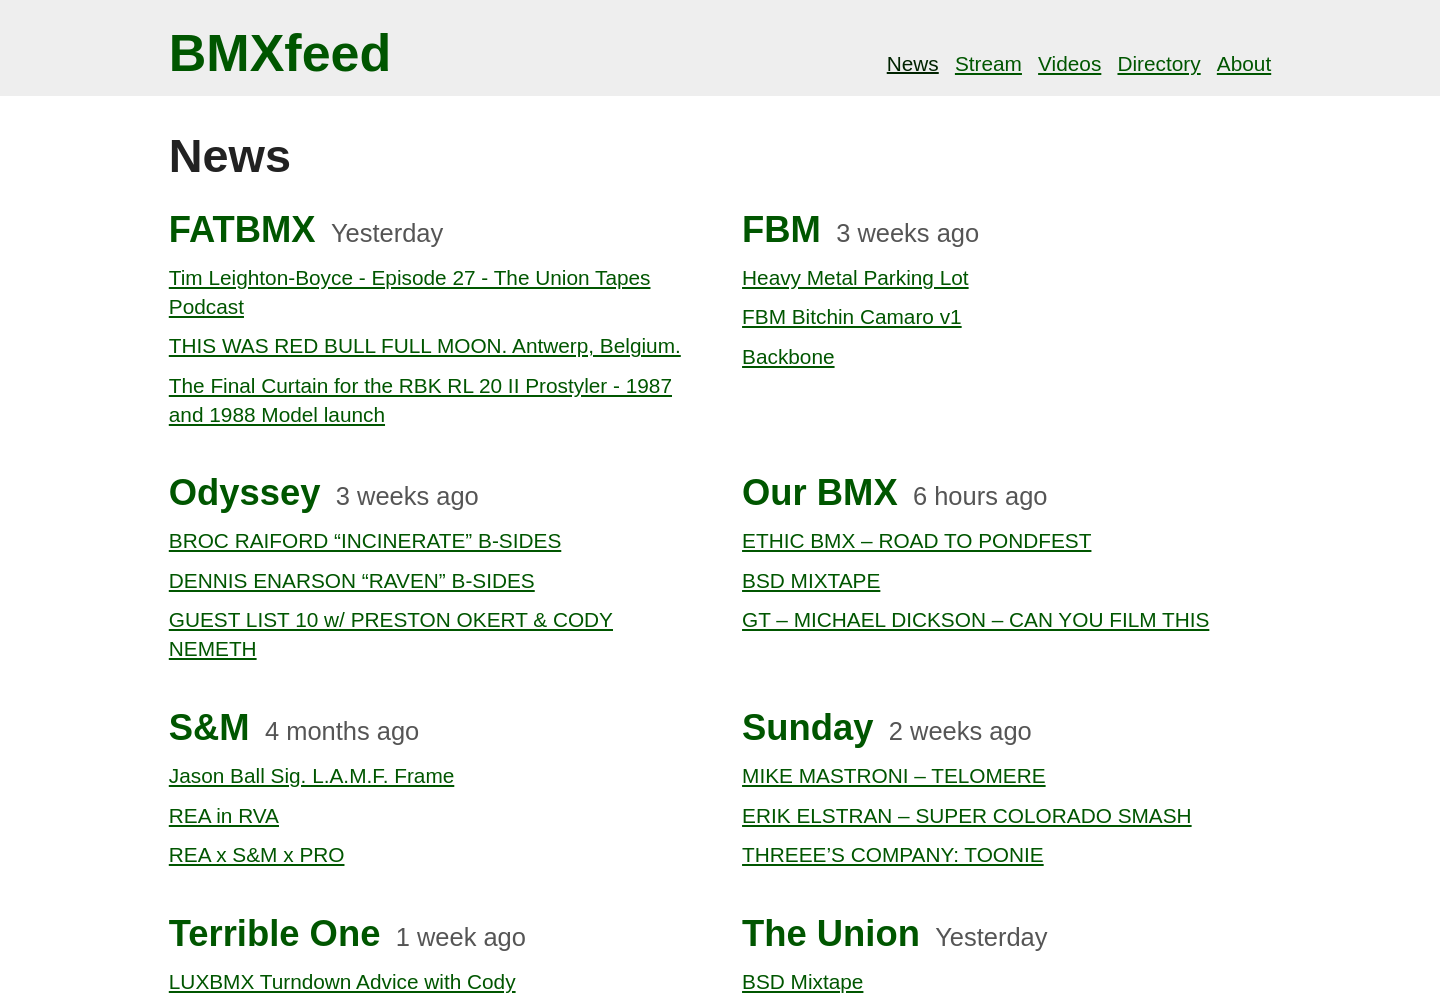 BMXfeed
News Stream Videos Directory About
News
FATBMX Yesterday
Tim Leighton-Boyce - Episode 27 - The Union Tapes
Podcast
THIS WAS RED BULL FULL MOON. Antwerp, Belgium.
The Final Curtain for the RBK RL 20 II Prostyler - 1987
and 1988 Model launch
FBM 3 weeks ago
Heavy Metal Parking Lot
FBM Bitchin Camaro v1
Backbone
Odyssey 3 weeks ago
BROC RAIFORD “INCINERATE” B-SIDES
DENNIS ENARSON “RAVEN” B-SIDES
GUEST LIST 10 w/ PRESTON OKERT & CODY
NEMETH
Our BMX 6 hours ago
ETHIC BMX – ROAD TO PONDFEST
BSD MIXTAPE
GT – MICHAEL DICKSON – CAN YOU FILM THIS
S&M 4 months ago
Jason Ball Sig. L.A.M.F. Frame
REA in RVA
REA x S&M x PRO
Sunday 2 weeks ago
MIKE MASTRONI – TELOMERE
ERIK ELSTRAN – SUPER COLORADO SMASH
THREEE’S COMPANY: TOONIE
Terrible One 1 week ago
LUXBMX Turndown Advice with Cody
The Union Yesterday
BSD Mixtape